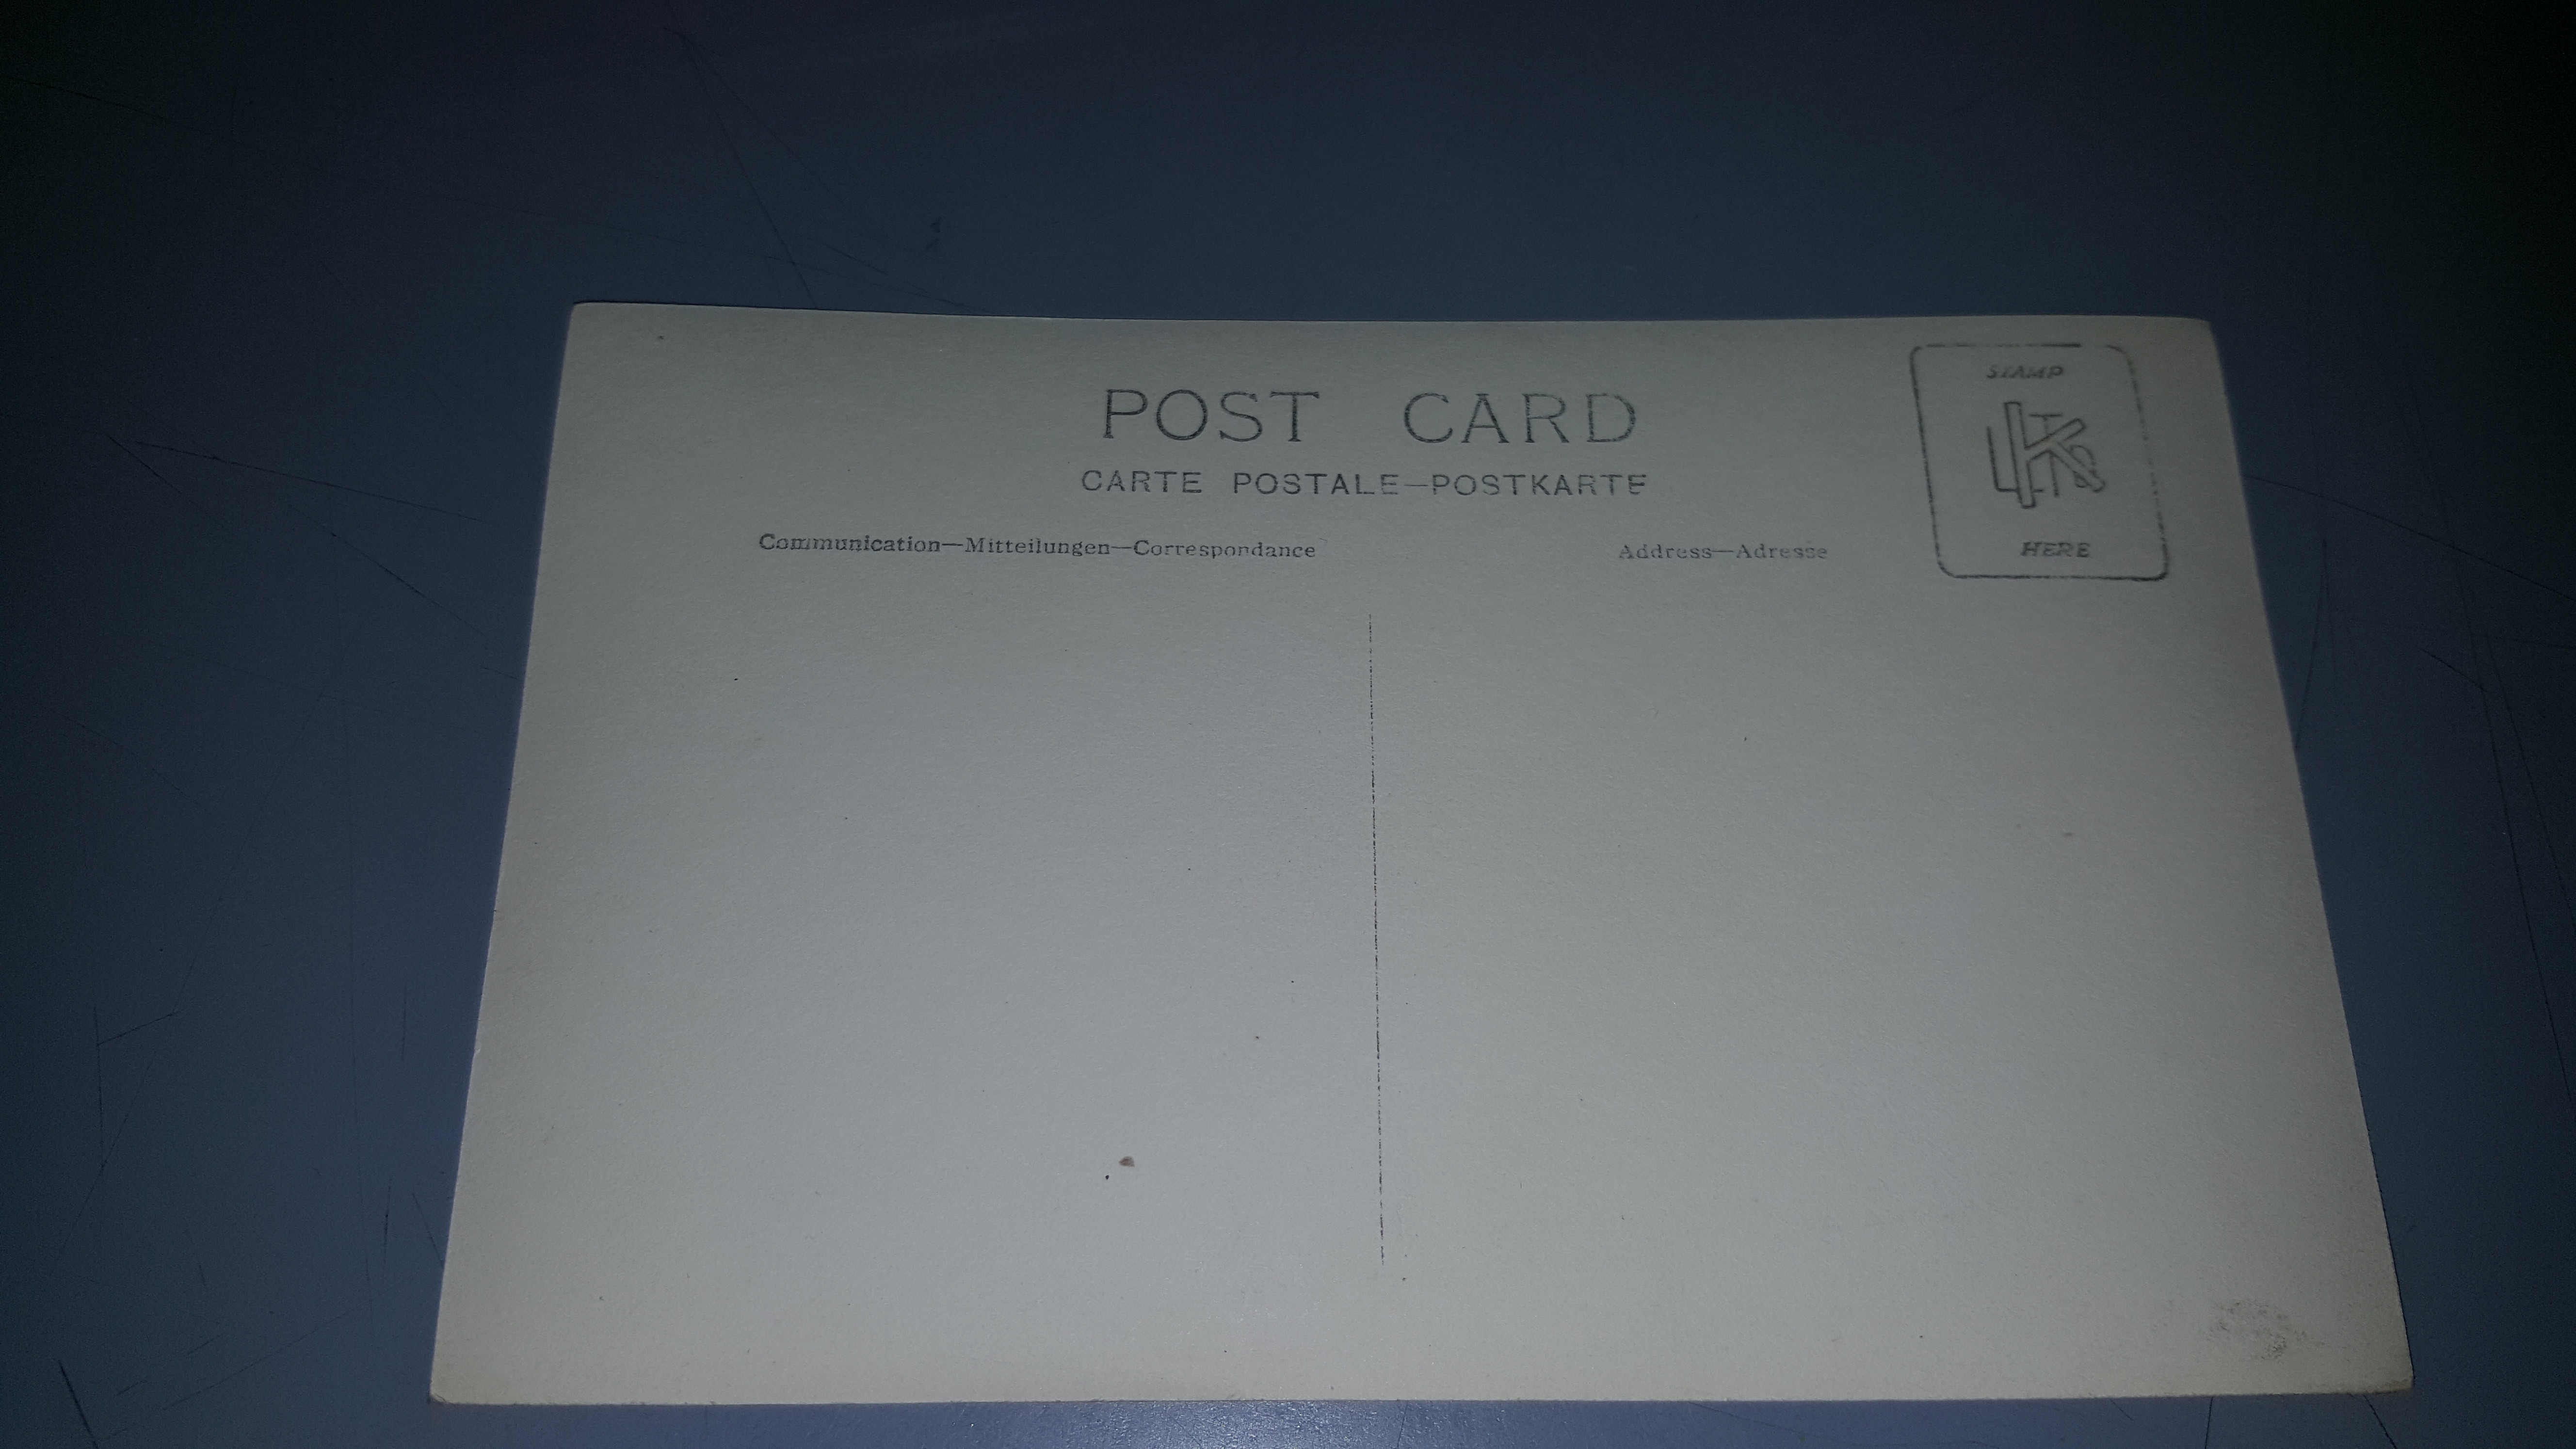 POST CARD
CARTE POSTALE—POSTKARTE
Communication—Mitteilungen—Correspondance
Address—Adresse
STAMP
HERE